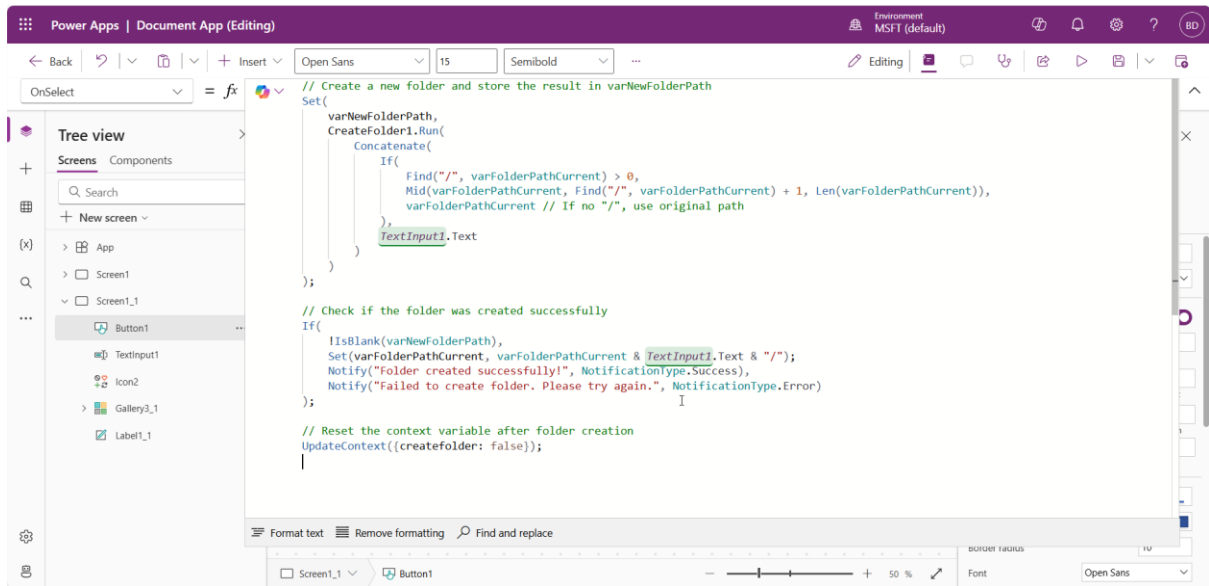 Power Apps | Document App (Editing)
Environment
MSFT (default)
BD
Back
Insert
Open Sans
15
Semibold
...
Editing
OnSelect
= fx
Tree view
Screens Components
Search
+ New screen
App
Screen1
Screen1_1
Button1
...
TextInput1
Icon2
Gallery3_1
Label1_1
// Create a new folder and store the result in varNewFolderPath
Set(
varNewFolderPath,
CreateFolder1.Run(
Concatenate(
If(
Find("/", varFolderPathCurrent) > 0,
Mid(varFolderPathCurrent, Find("/", varFolderPathCurrent) + 1, Len(varFolderPathCurrent)),
varFolderPathCurrent // If no "/", use original path
),
TextInput1.Text
)
)
);
// Check if the folder was created successfully
If(
!IsBlank(varNewFolderPath),
Set(varFolderPathCurrent, varFolderPathCurrent & TextInput1.Text & "/");
Notify("Folder created successfully!", NotificationType.Success),
Notify("Failed to create folder. Please try again.", NotificationType.Error)
);
// Reset the context variable after folder creation
UpdateContext({createfolder: false});
Format text Remove formatting Find and replace
Border radius
10
Screen1_1 Button1
50 %
Font
Open Sans